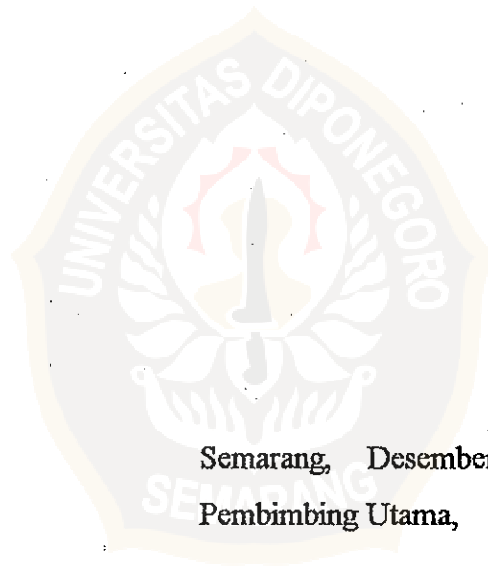 UNIVERSITAS DIPONEGORO
Semarang, Desember
Pembimbing Utama,
SEMARANG